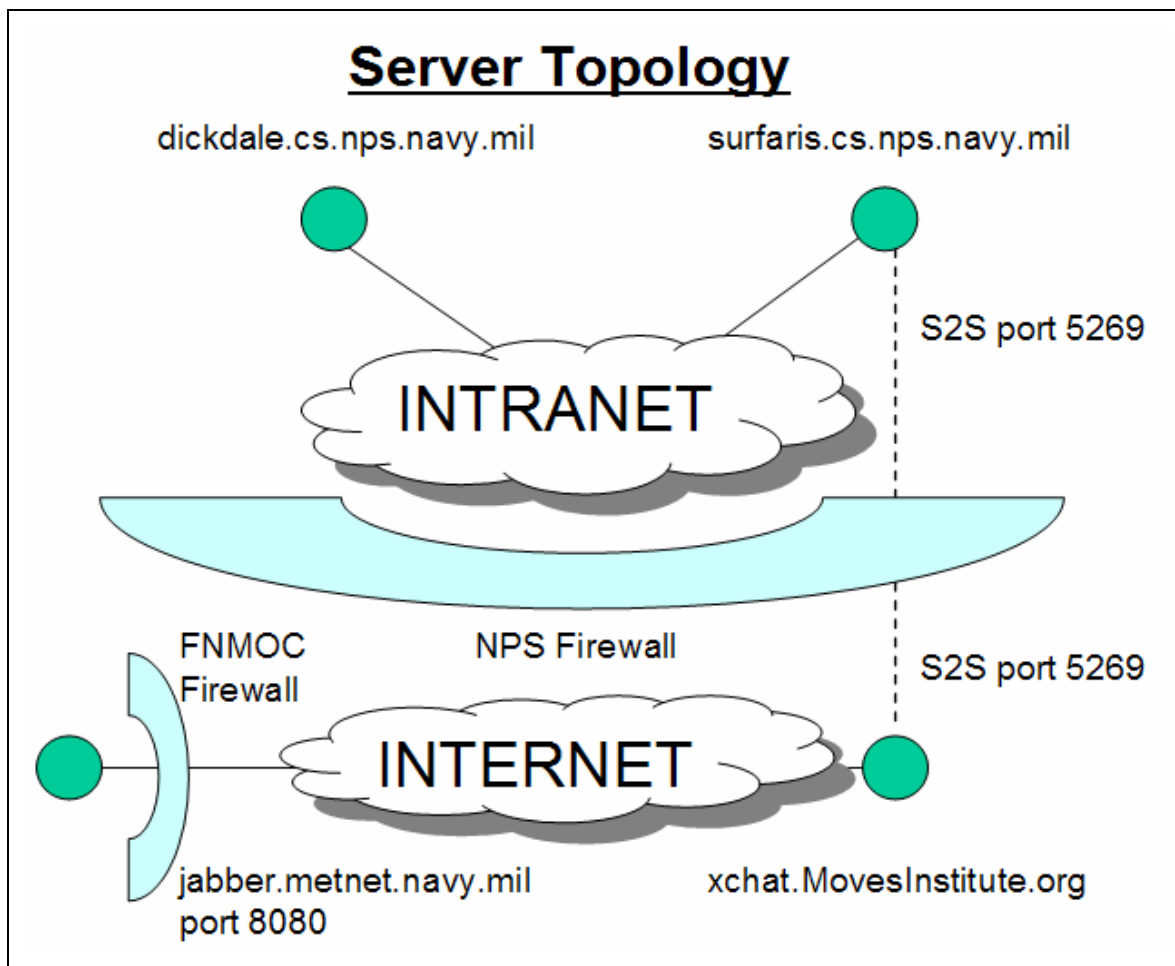 Server Topology
dickdale.cs.nps.navy.mil
surfaris.cs.nps.navy.mil
S2S port 5269
INTRANET
FNMOC
Firewall
NPS Firewall
S2S port 5269
INTERNET
jabber.metnet.navy.mil
port 8080
xchat.MovesInstitute.org